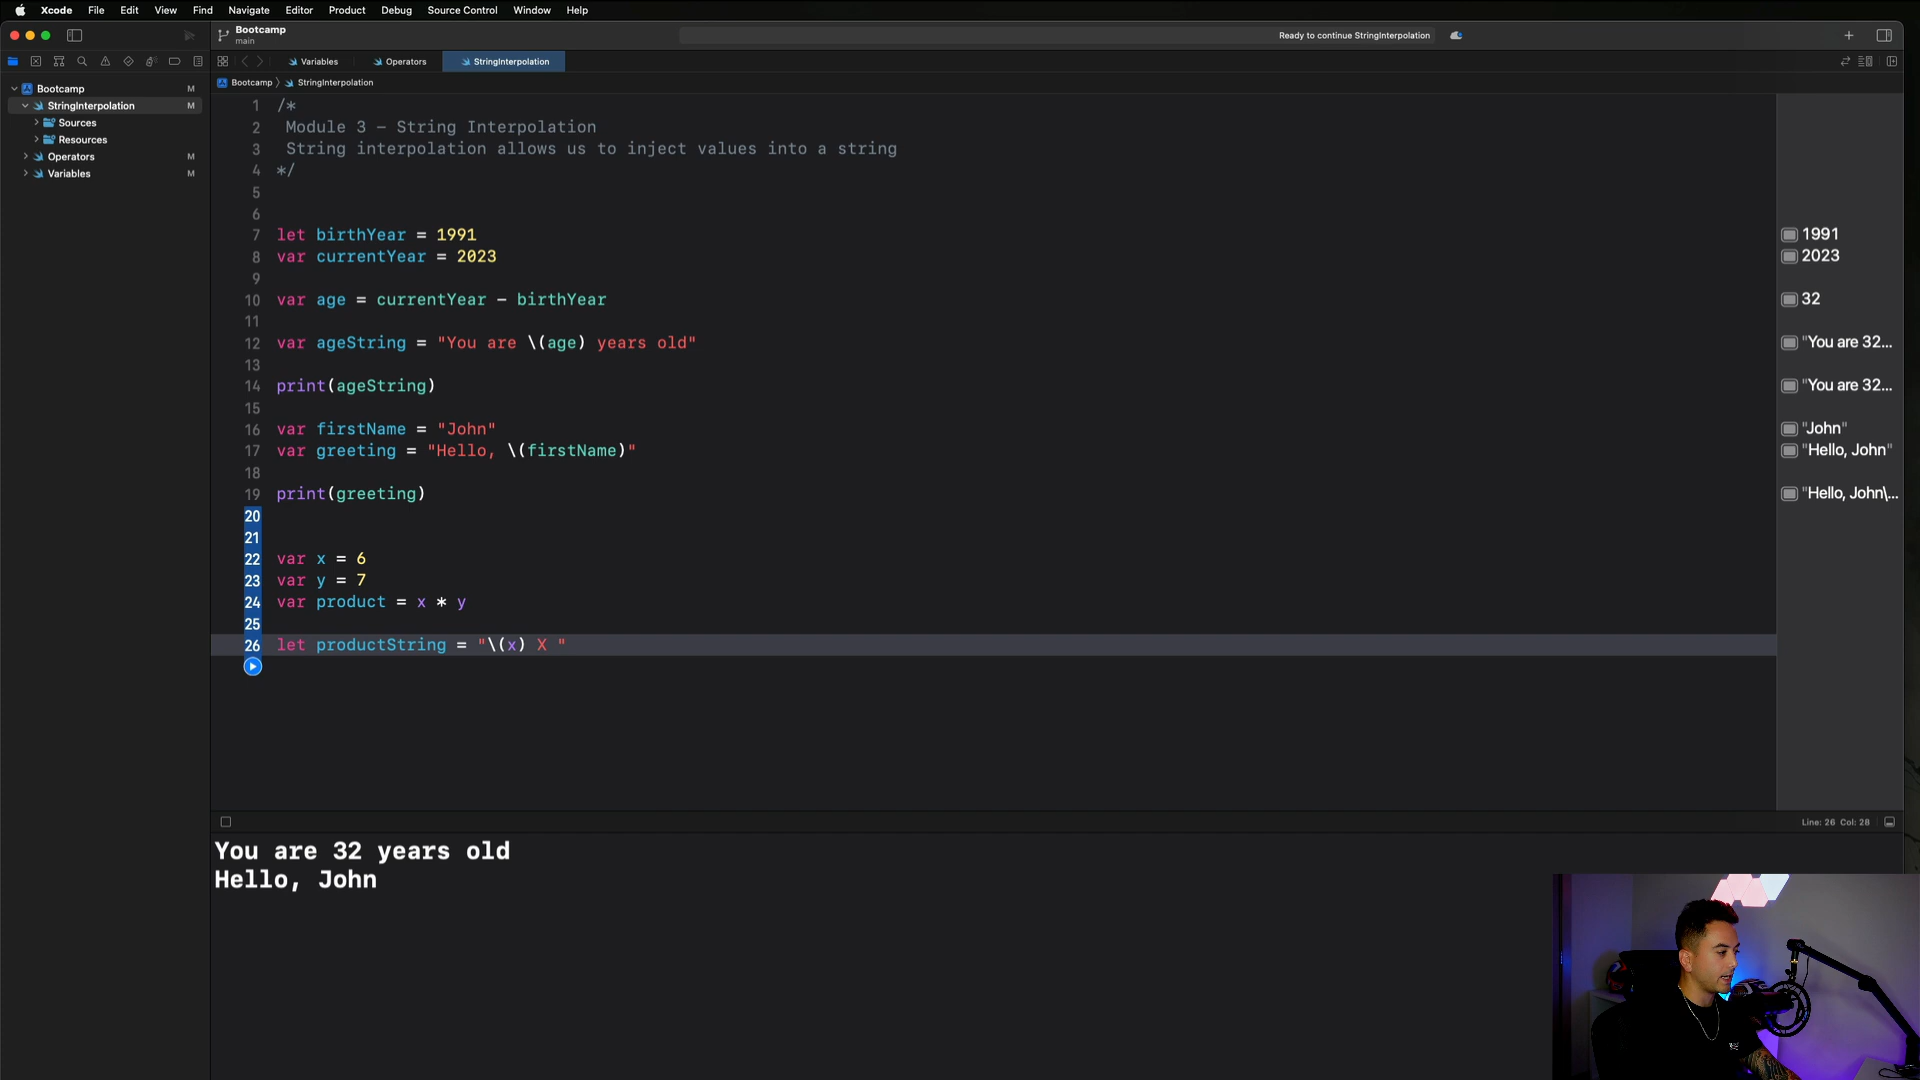 Xcode File Edit View Find Navigate Editor Product Debug Source Control Window Help
Bootcamp
main
Ready to continue StringInterpolation
Variables Operators StringInterpolation
Bootcamp StringInterpolation
Bootcamp M
StringInterpolation M
Sources
Resources
Operators M
Variables M
1 /*
2 Module 3 – String Interpolation
3 String interpolation allows us to inject values into a string
4 */
5
6
7 let birthYear = 1991 1991
8 var currentYear = 2023 2023
9
10 var age = currentYear - birthYear 32
11
12 var ageString = "You are \(age) years old" "You are 32...
13
14 print(ageString) "You are 32...
15
16 var firstName = "John" "John"
17 var greeting = "Hello, \(firstName)" "Hello, John"
18
19 print(greeting) "Hello, John\...
20
21
22 var x = 6
23 var y = 7
24 var product = x * y
25
26 let productString = "\(x) X "
Line: 26 Col: 28
You are 32 years old
Hello, John